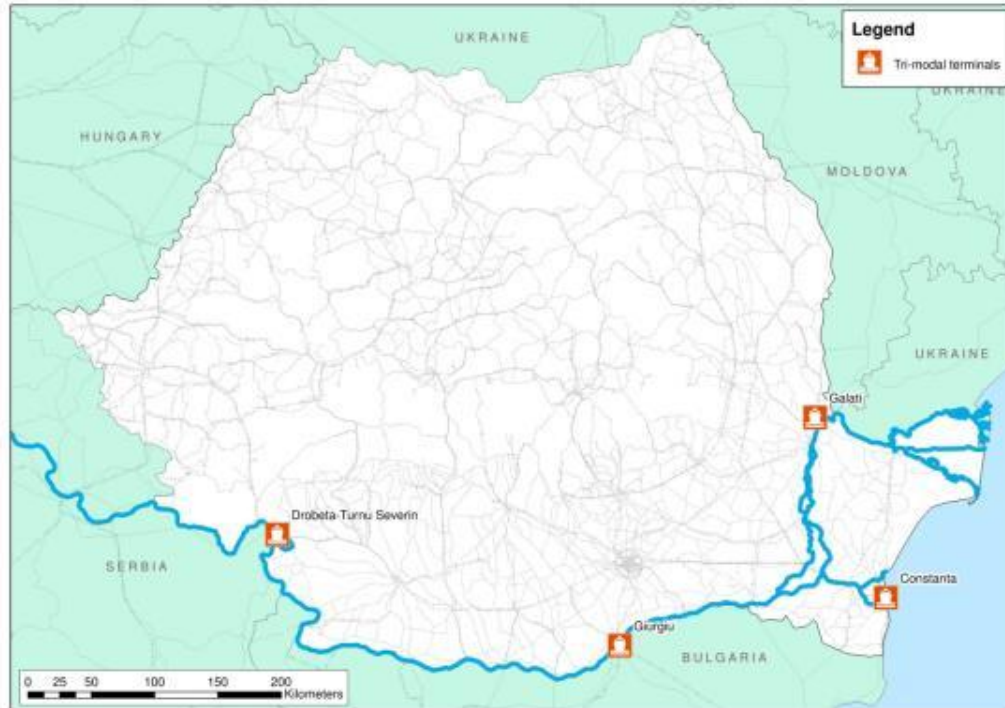 UKRAINE
Legend
Tri-modal terminals
UKRAINE
HUNGARY
MOLDOVA
UKRAINE
Galati
Drobeta-Turnu Severin
SERBIA
Constanta
Giurgiu
BULGARIA
0 25 50 100 150 200
Kilometers